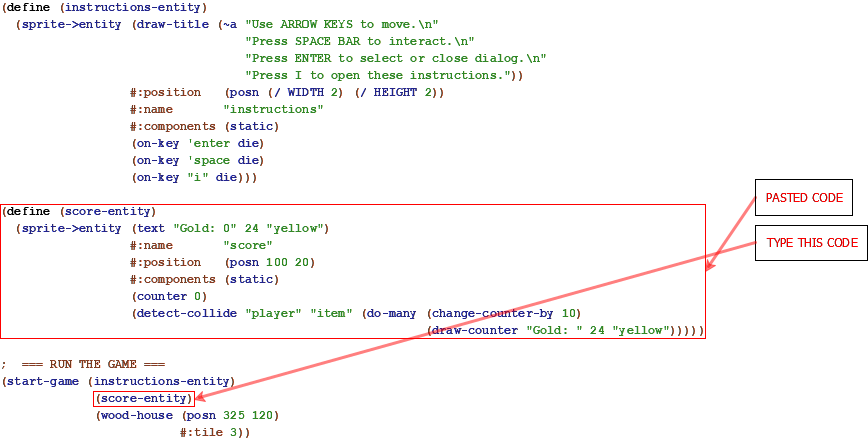 (define (instructions-entity)
  (sprite->entity (draw-title (~a "Use ARROW KEYS to move.\n"
                                  "Press SPACE BAR to interact.\n"
                                  "Press ENTER to select or close dialog.\n"
                                  "Press I to open these instructions."))
                  #:position   (posn (/ WIDTH 2) (/ HEIGHT 2))
                  #:name       "instructions"
                  #:components (static)
                  (on-key 'enter die)
                  (on-key 'space die)
                  (on-key "i" die)))
(define (score-entity)
  (sprite->entity (text "Gold: 0" 24 "yellow")
                  #:name       "score"
                  #:position   (posn 100 20)
                  #:components (static)
                  (counter 0)
                  (detect-collide "player" "item" (do-many (change-counter-by 10)
                                                           (draw-counter "Gold: " 24 "yellow")))))
PASTED CODE
TYPE THIS CODE
;  === RUN THE GAME ===
(start-game (instructions-entity)
            (score-entity)
            (wood-house (posn 325 120)
                        #:tile 3))